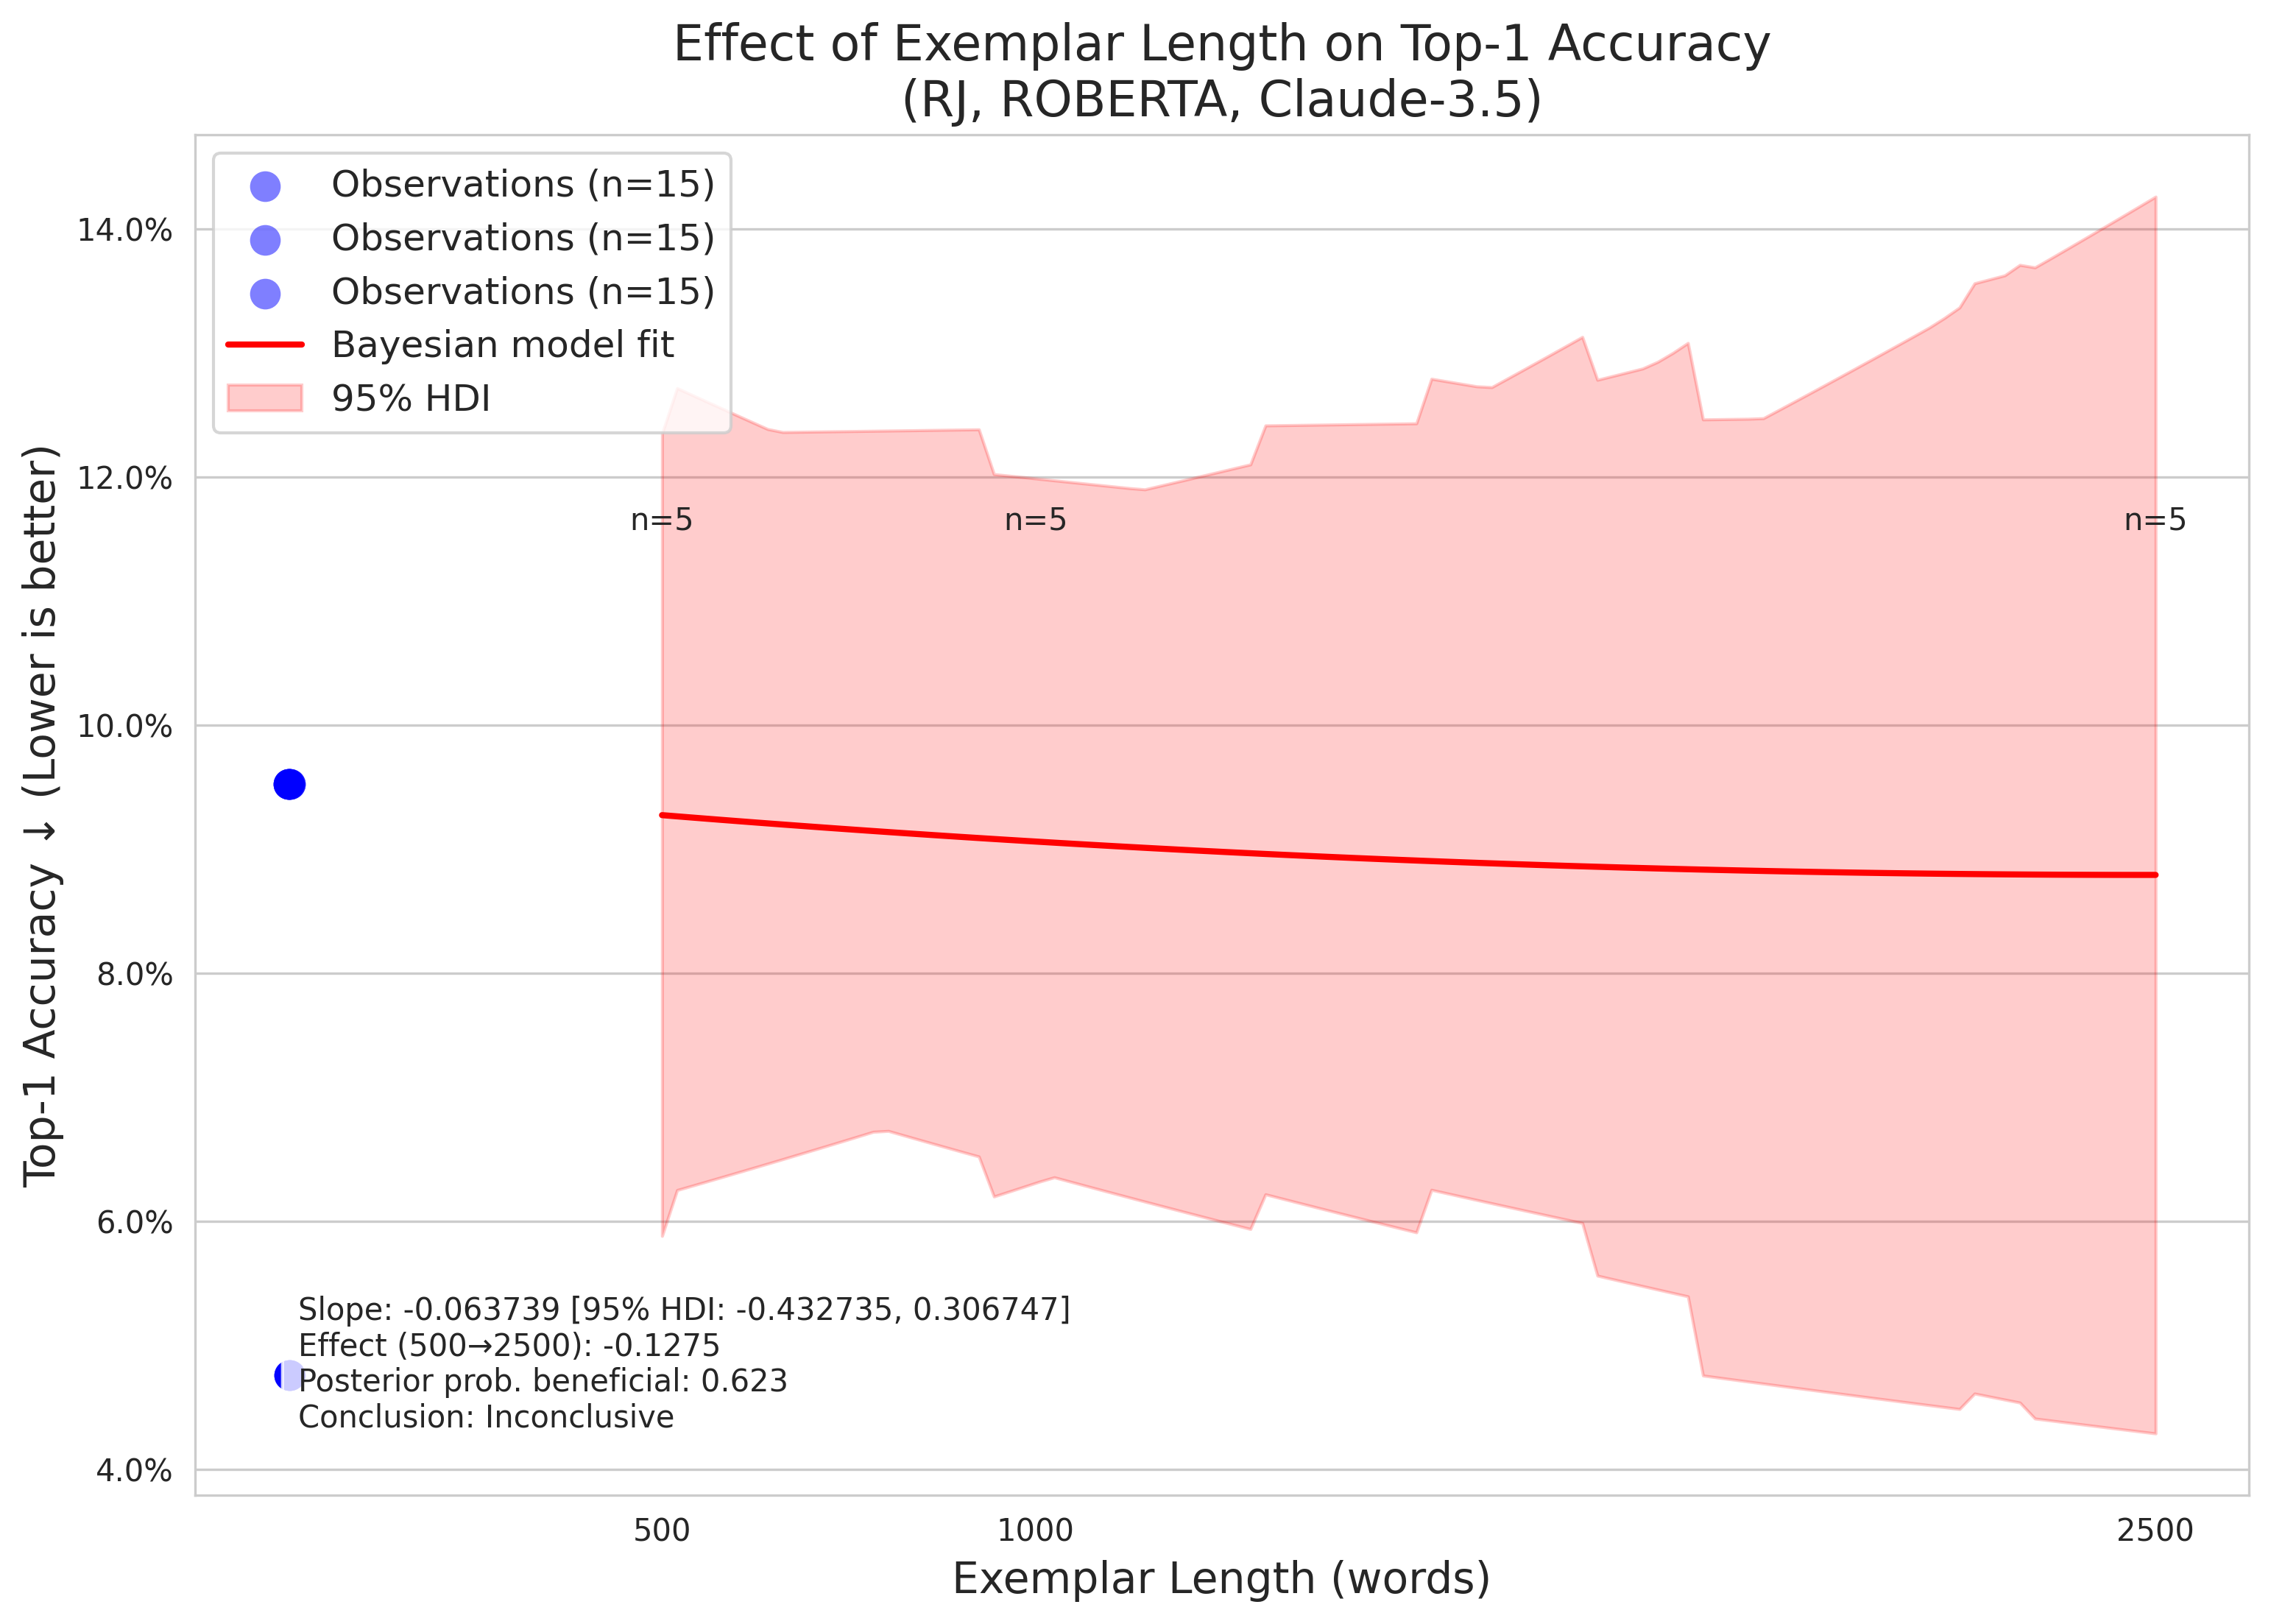 Effect of Exemplar Length on Top-1 Accuracy
(RJ, ROBERTA, Claude-3.5)
Observations (n=15)
Observations (n=15)
Observations (n=15)
Bayesian model fit
95% HDI
14.0%
12.0%
10.0%
8.0%
6.0%
4.0%
Top-1 Accuracy ↓ (Lower is better)
n=5
n=5
n=5
Slope: -0.063739 [95% HDI: -0.432735, 0.306747]
Effect (500→2500): -0.1275
Posterior prob. beneficial: 0.623
Conclusion: Inconclusive
500
1000
2500
Exemplar Length (words)